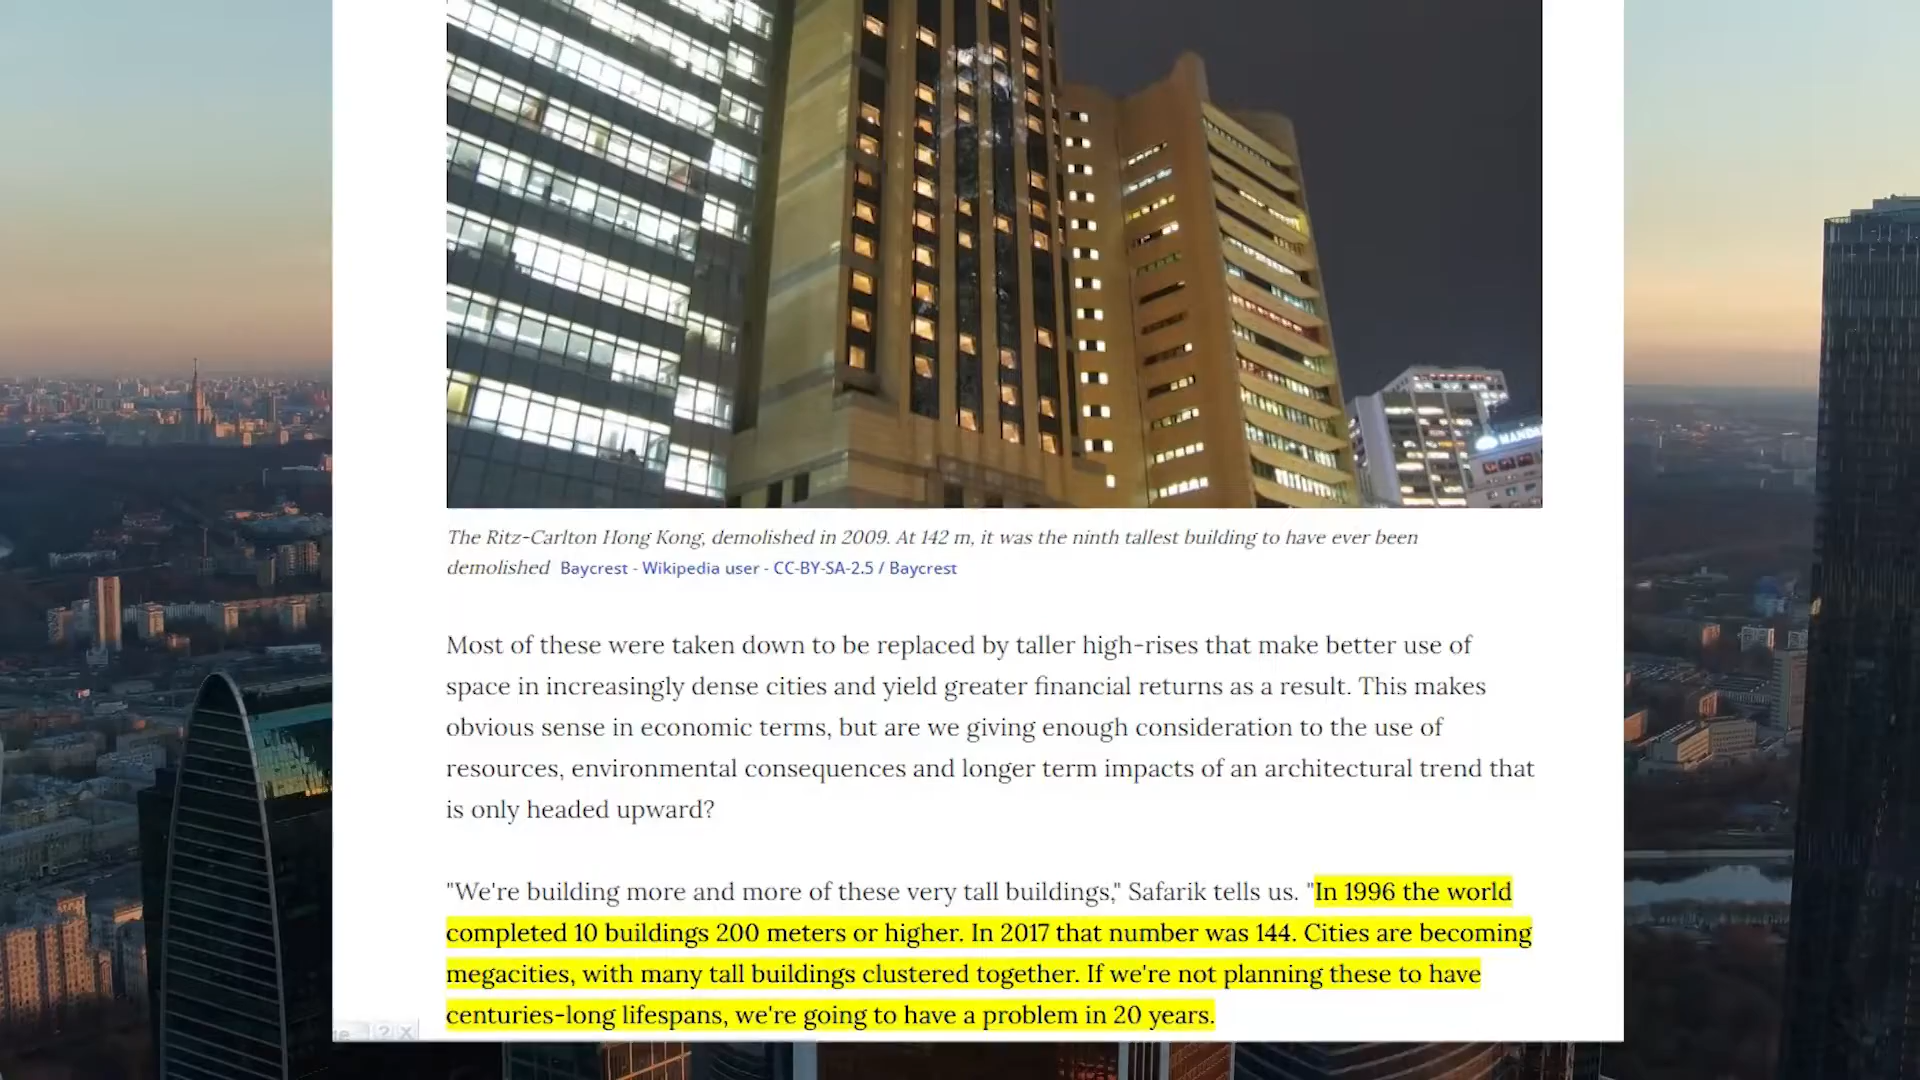 MANDA
The Ritz-Carlton Hong Kong, demolished in 2009. At 142 m, it was the ninth tallest building to have ever been
demolished Baycrest - Wikipedia user - CC-BY-SA-2.5 / Baycrest
Most of these were taken down to be replaced by taller high-rises that make better use of
space in increasingly dense cities and yield greater financial returns as a result. This makes
obvious sense in economic terms, but are we giving enough consideration to the use of
resources, environmental consequences and longer term impacts of an architectural trend that
is only headed upward?
"We're building more and more of these very tall buildings," Safarik tells us. "In 1996 the world
completed 10 buildings 200 meters or higher. In 2017 that number was 144. Cities are becoming
megacities, with many tall buildings clustered together. If we're not planning these to have
centuries-long lifespans, we're going to have a problem in 20 years.
? X